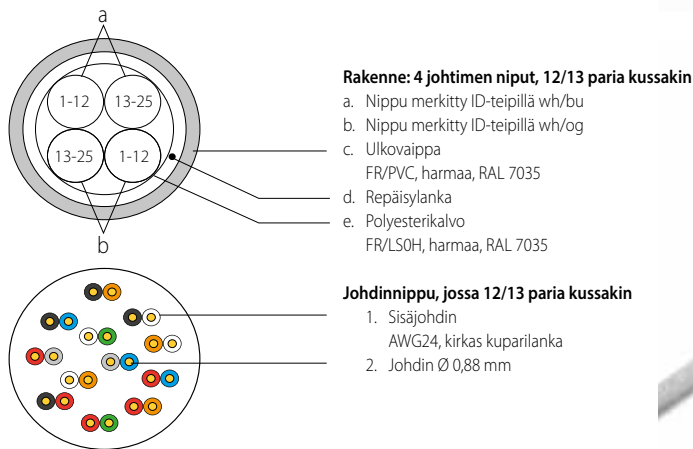 a
1-12
13-25
13-25
1-12
b
Rakenne: 4 johtimen niput, 12/13 paria kussakin
a. Nippu merkitty ID-teipillä wh/bu
b. Nippu merkitty ID-teipillä wh/og
c. Ulkovaippa
FR/PVC, harmaa, RAL 7035
d. Repäisylanka
e. Polyesterikalvo
FR/LS0H, harmaa, RAL 7035
Johdinnippu, jossa 12/13 paria kussakin
1. Sisäjohdin
AWG24, kirkas kuparilanka
2. Johdin Ø 0,88 mm